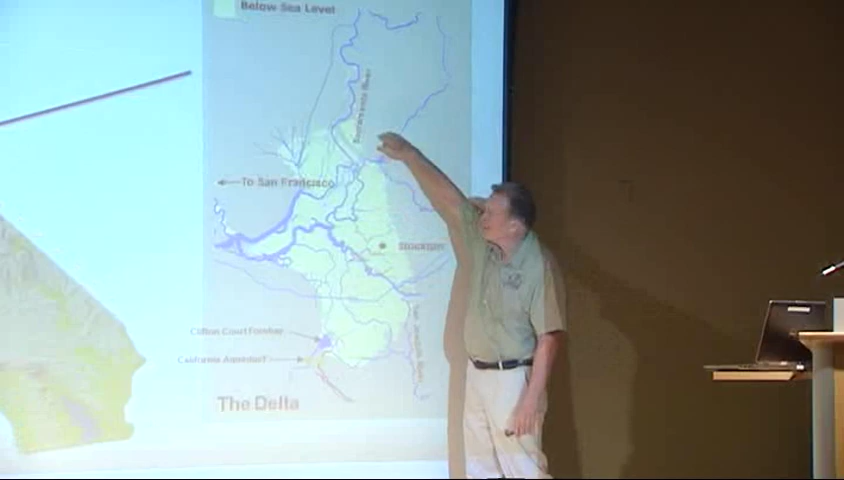 Below Sea Level
Sacramento River
To San Francisco
Stockton
Clifton Court Forebay
California Aqueduct
San Joaquin River
The Delta